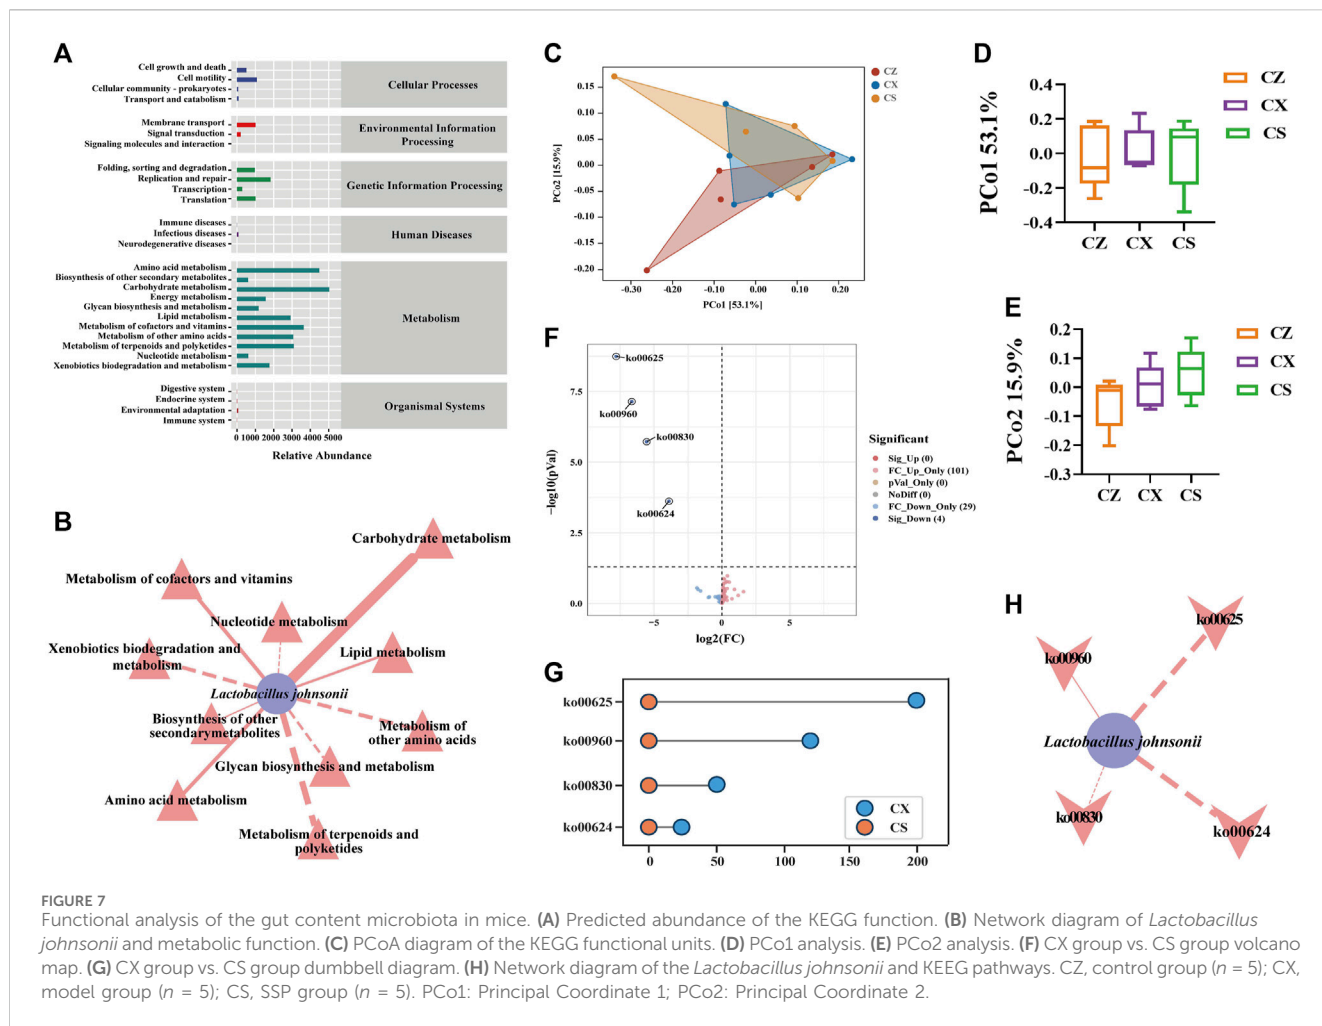 A
Cell growth and death
Cell motility
Cellular community - prokaryotes
Transport and catabolism
Cellular Processes
Membrane transport
Signal transduction
Signaling molecules and interaction
Environmental Information
Processing
Folding, sorting and degradation
Replication and repair
Transcription
Translation
Genetic Information Processing
Immune diseases
Infectious diseases
Neurodegenerative diseases
Human Diseases
Amino acid metabolism
Biosynthesis of other secondary metabolites
Carbohydrate metabolism
Energy metabolism
Glycan biosynthesis and metabolism
Lipid metabolism
Metabolism of cofactors and vitamins
Metabolism of other amino acids
Metabolism of terpenoids and polyketides
Nucleotide metabolism
Xenobiotics biodegradation and metabolism
Metabolism
Digestive system
Endocrine system
Environmental adaptation
Immune system
Organismal Systems
0 1000 2000 3000 4000 5000
Relative Abundance
B
Carbohydrate metabolism
Metabolism of cofactors and vitamins
Nucleotide metabolism
Xenobiotics biodegradation and
metabolism
Lipid metabolism
Lactobacillus johnsonii
Biosynthesis of other
secondarymetabolites
Metabolism of
other amino acids
Glycan biosynthesis and metabolism
Amino acid metabolism
Metabolism of terpenoids and
polyketides
C
CZ
CX
CS
PCo2 [15.9%]
0.15
0.10
0.05
0.00
-0.05
-0.10
-0.15
-0.20
-0.30 -0.20 -0.10 0.00 0.10 0.20
PCo1 [53.1%]
D
PCo1 53.1%
0.4
0.2
0.0
-0.2
-0.4
CZ CX CS
CZ
CX
CS
E
PCo2 15.9%
0.2
0.1
0.0
-0.1
-0.2
-0.3
CZ CX CS
CZ
CX
CS
F
−log10(pVal)
7.5
5.0
2.5
0.0
ko00625
ko00960
ko00830
ko00624
−5 0 5
log2(FC)
Significant
Sig_Up (0)
FC_Up_Only (101)
pVal_Only (0)
NoDiff (0)
FC_Down_Only (29)
Sig_Down (4)
G
ko00625
ko00960
ko00830
ko00624
CX
CS
0 50 100 150 200
H
ko00625
ko00960
Lactobacillus johnsonii
ko00830
ko00624
FIGURE 7
Functional analysis of the gut content microbiota in mice. (A) Predicted abundance of the KEGG function. (B) Network diagram of Lactobacillus
johnsonii and metabolic function. (C) PCoA diagram of the KEGG functional units. (D) PCo1 analysis. (E) PCo2 analysis. (F) CX group vs. CS group volcano
map. (G) CX group vs. CS group dumbbell diagram. (H) Network diagram of the Lactobacillus johnsonii and KEEG pathways. CZ, control group (n = 5); CX,
model group (n = 5); CS, SSP group (n = 5). PCo1: Principal Coordinate 1; PCo2: Principal Coordinate 2.